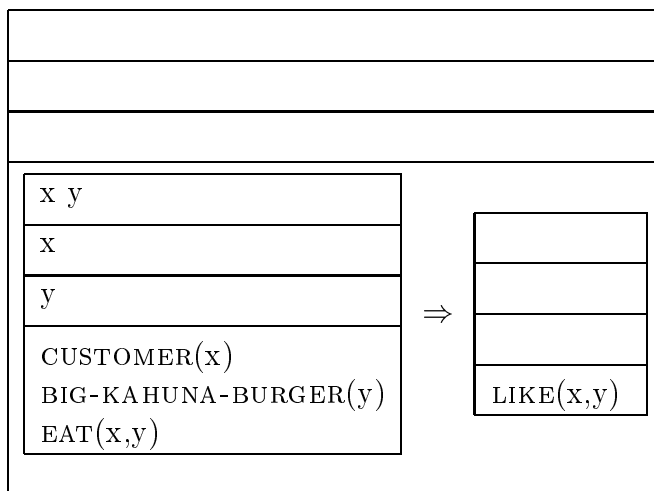 x y
x
y
⇒
CUSTOMER(x)
BIG-KAHUNA-BURGER(y)
EAT(x,y)
LIKE(x,y)